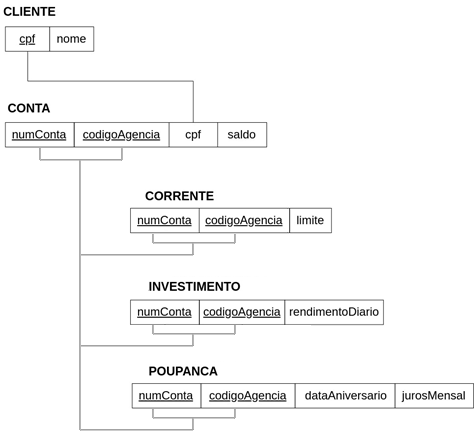 CLIENTE
cpf nome
CONTA
numConta codigoAgencia cpf saldo
CORRENTE
numConta codigoAgencia limite
INVESTIMENTO
numConta codigoAgencia rendimentoDiario
POUPANCA
numConta codigoAgencia dataAniversario jurosMensal